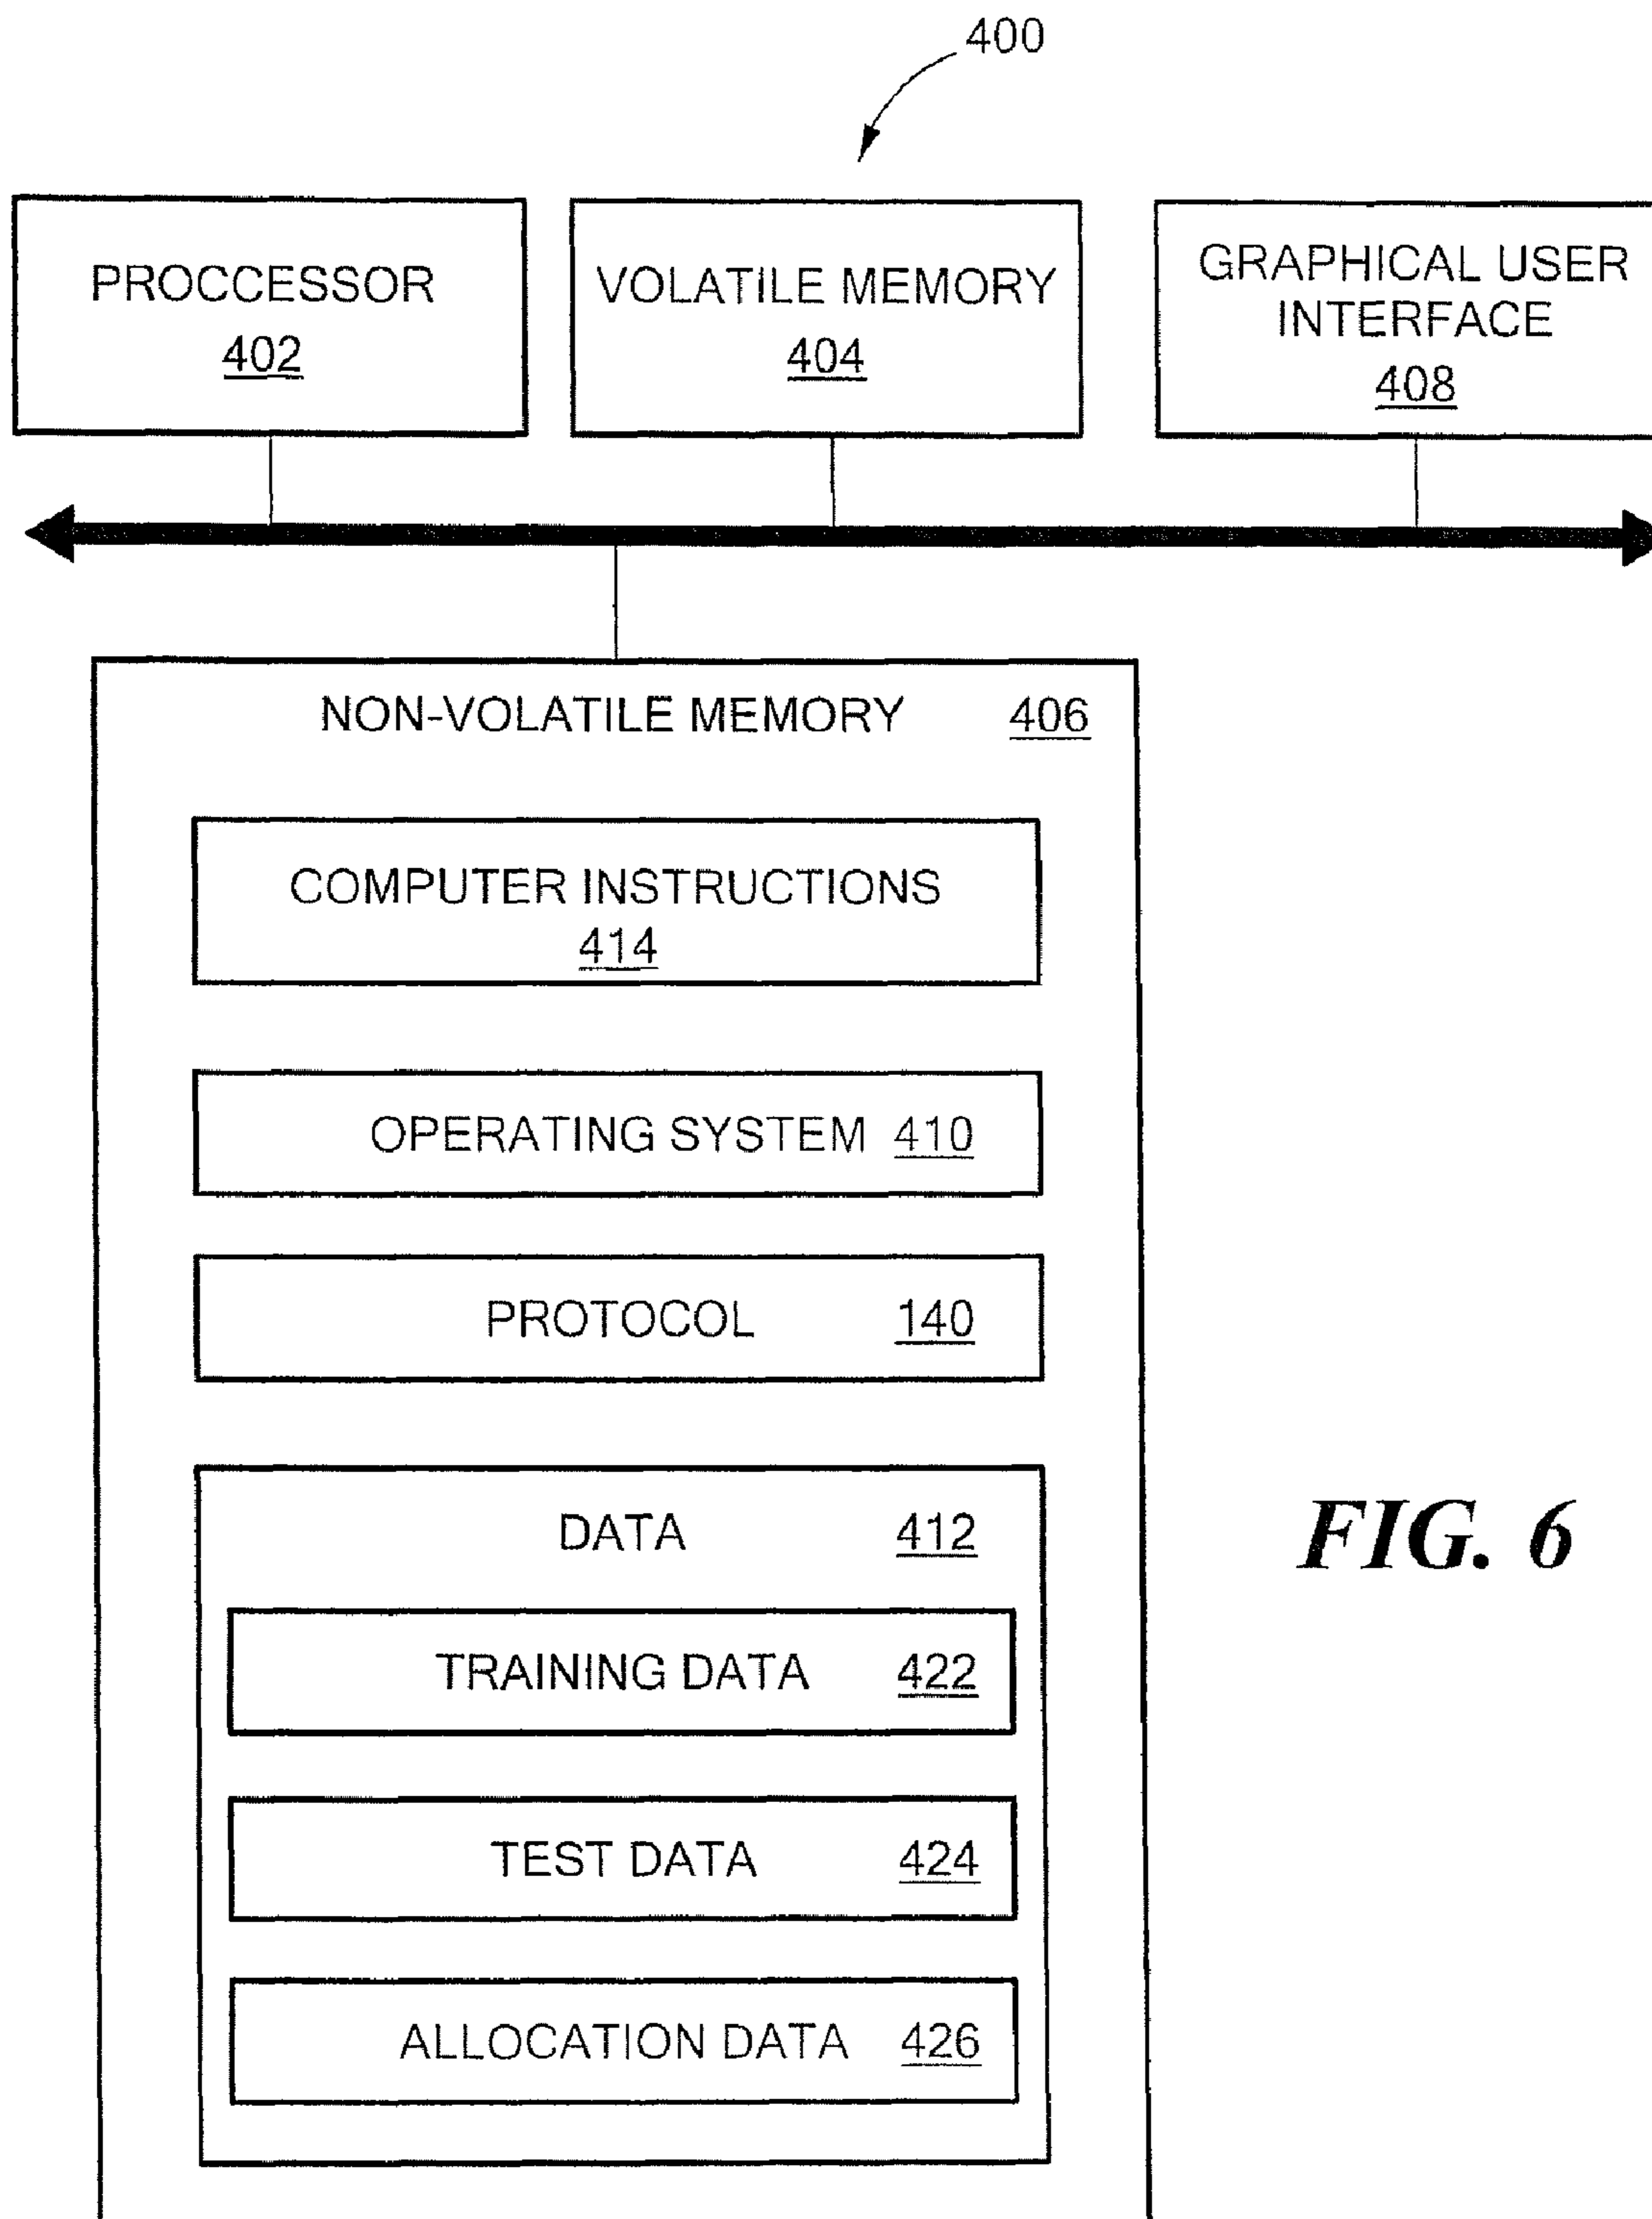 400
PROCCESSOR
402
VOLATILE MEMORY
404
GRAPHICAL USER
INTERFACE
408
NON-VOLATILE MEMORY 406
COMPUTER INSTRUCTIONS
414
OPERATING SYSTEM 410
PROTOCOL 140
DATA 412
TRAINING DATA 422
TEST DATA 424
ALLOCATION DATA 426
FIG. 6